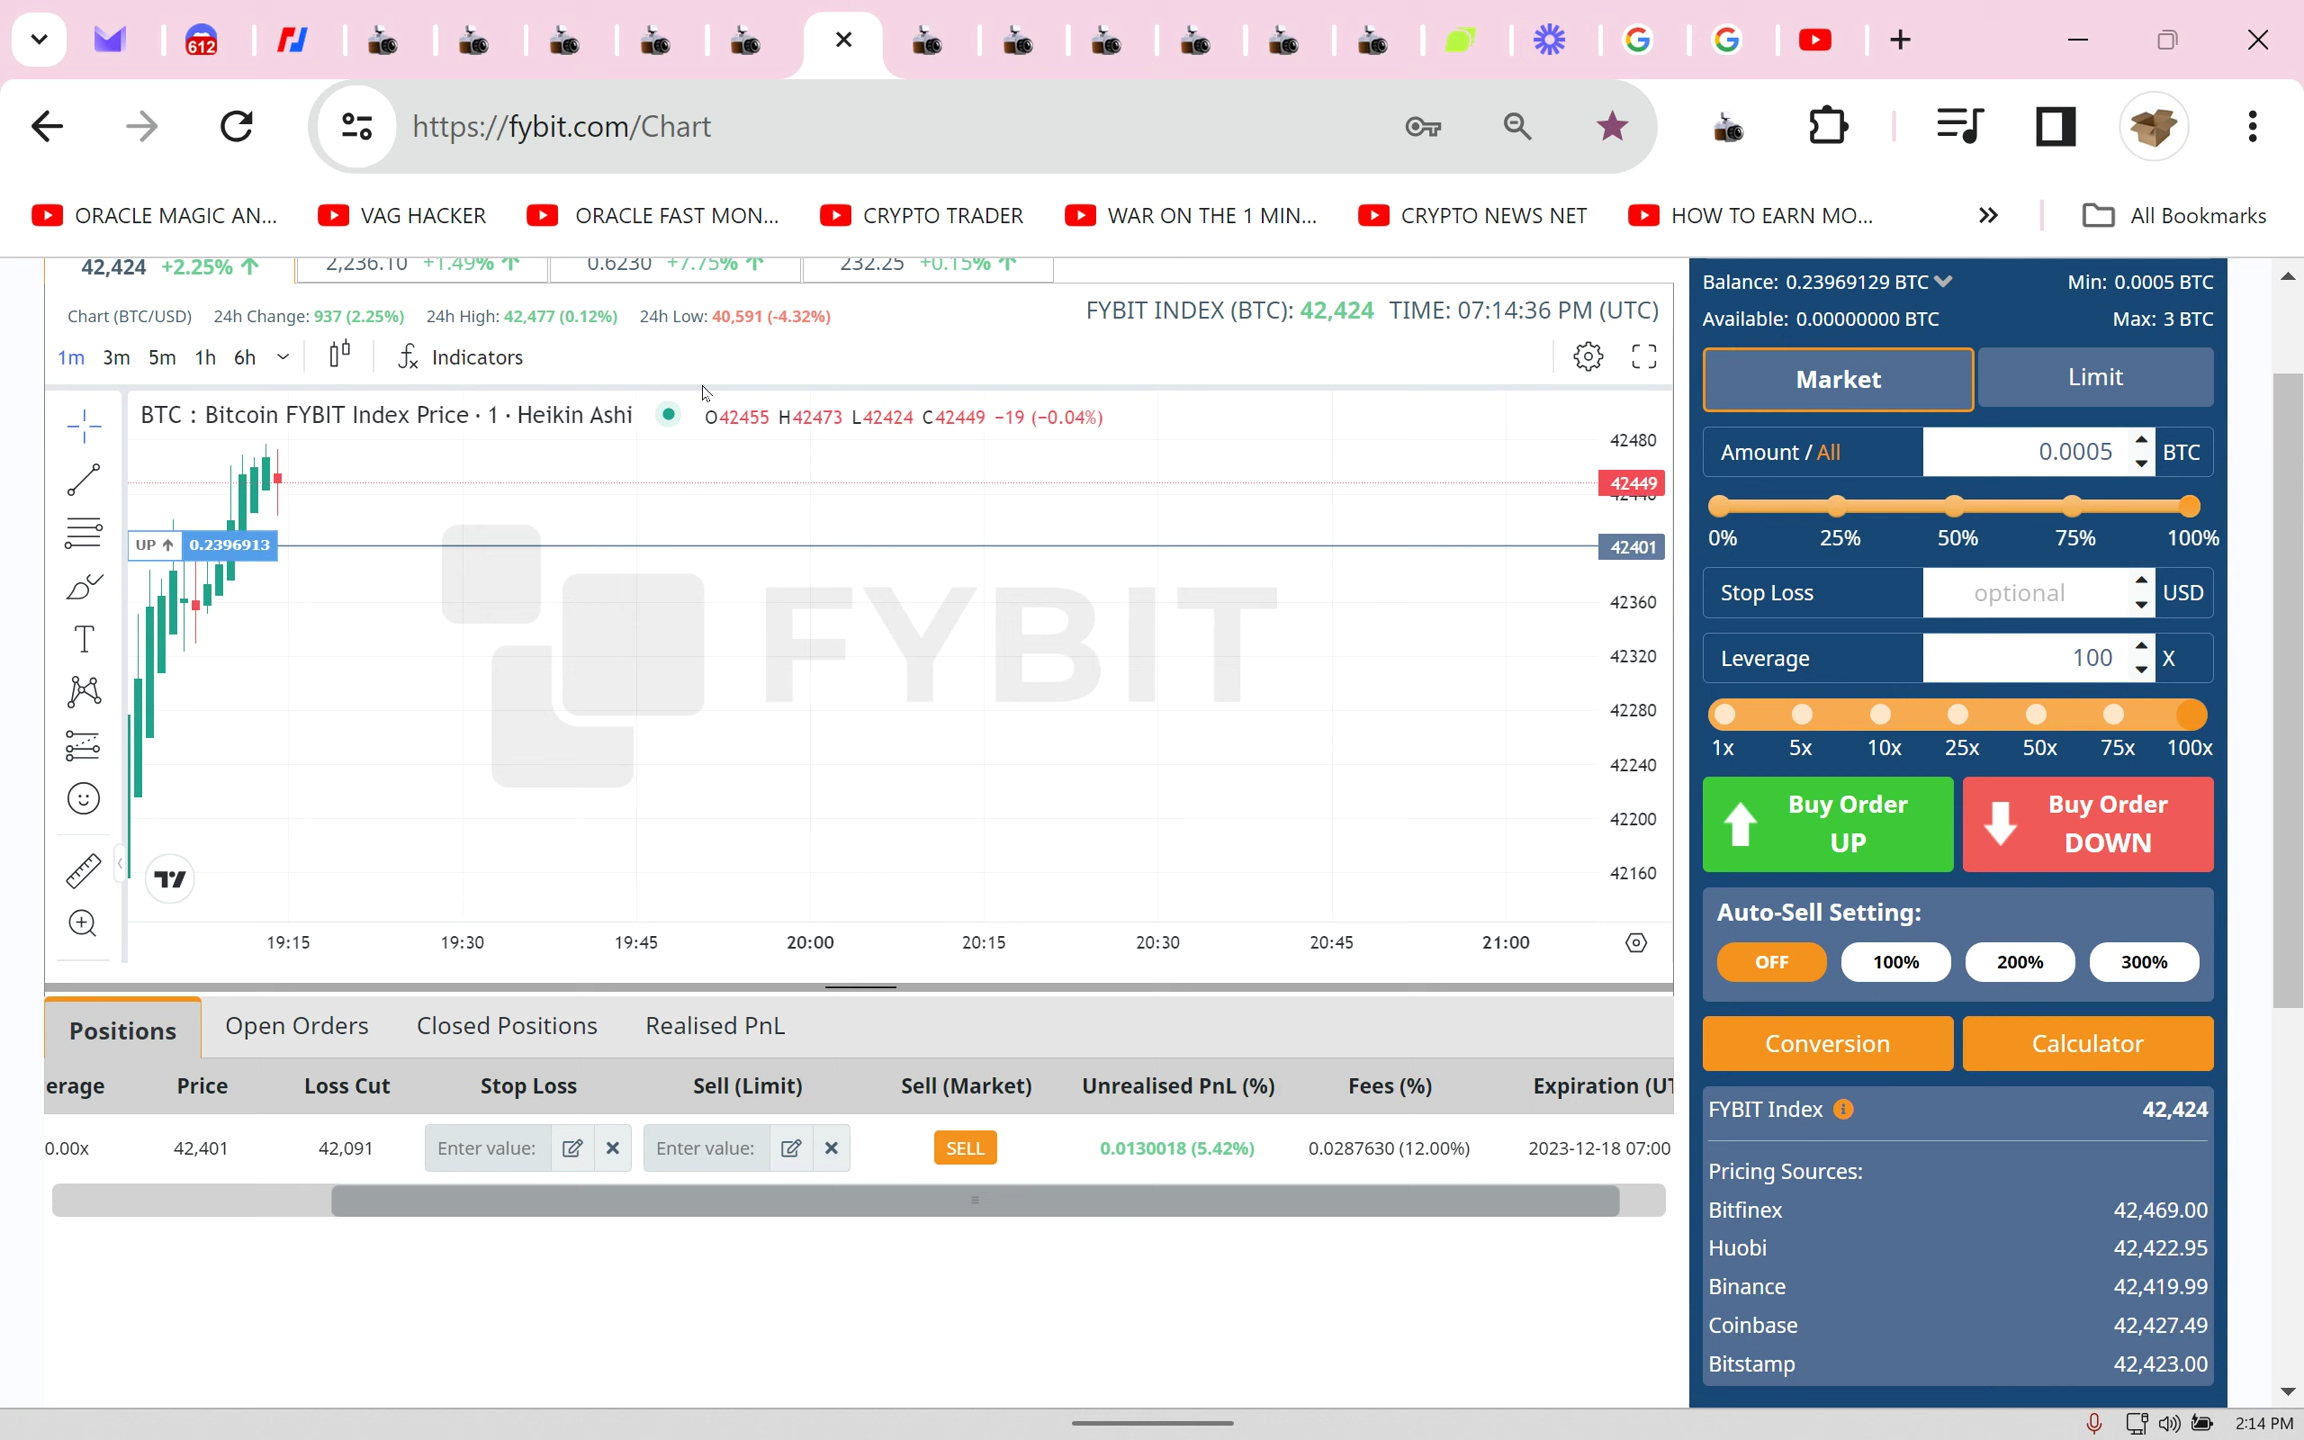 612
https://fybit.com/Chart
ORACLE MAGIC AN...
VAG HACKER
ORACLE FAST MON...
CRYPTO TRADER
WAR ON THE 1 MIN...
CRYPTO NEWS NET
HOW TO EARN MO...
All Bookmarks
42,424 +2.25%
2,236.10 +1.49%
0.6230 +7.75%
232.25 +0.15%
Chart (BTC/USD) 24h Change: 937 (2.25%) 24h High: 42,477 (0.12%) 24h Low: 40,591 (-4.32%)
FYBIT INDEX (BTC): 42,424 TIME: 07:14:36 PM (UTC)
1m 3m 5m 1h 6h Indicators
BTC : Bitcoin FYBIT Index Price · 1 · Heikin Ashi
O42455 H42473 L42424 C42449 −19 (−0.04%)
42480
42449
UP 0.2396913
42401
42360
42320
42280
42240
42200
42160
FYBIT
19:15 19:30 19:45 20:00 20:15 20:30 20:45 21:00
Positions Open Orders Closed Positions Realised PnL
erage Price Loss Cut Stop Loss Sell (Limit) Sell (Market) Unrealised PnL (%) Fees (%) Expiration (UT
0.00x 42,401 42,091 Enter value: Enter value: SELL 0.0130018 (5.42%) 0.0287630 (12.00%) 2023-12-18 07:00
Balance: 0.23969129 BTC Min: 0.0005 BTC
Available: 0.00000000 BTC Max: 3 BTC
Market Limit
Amount / All 0.0005 BTC
0% 25% 50% 75% 100%
Stop Loss optional USD
Leverage 100 X
1x 5x 10x 25x 50x 75x 100x
Buy Order UP
Buy Order DOWN
Auto-Sell Setting:
OFF 100% 200% 300%
Conversion Calculator
FYBIT Index 42,424
Pricing Sources:
Bitfinex 42,469.00
Huobi 42,422.95
Binance 42,419.99
Coinbase 42,427.49
Bitstamp 42,423.00
2:14 PM